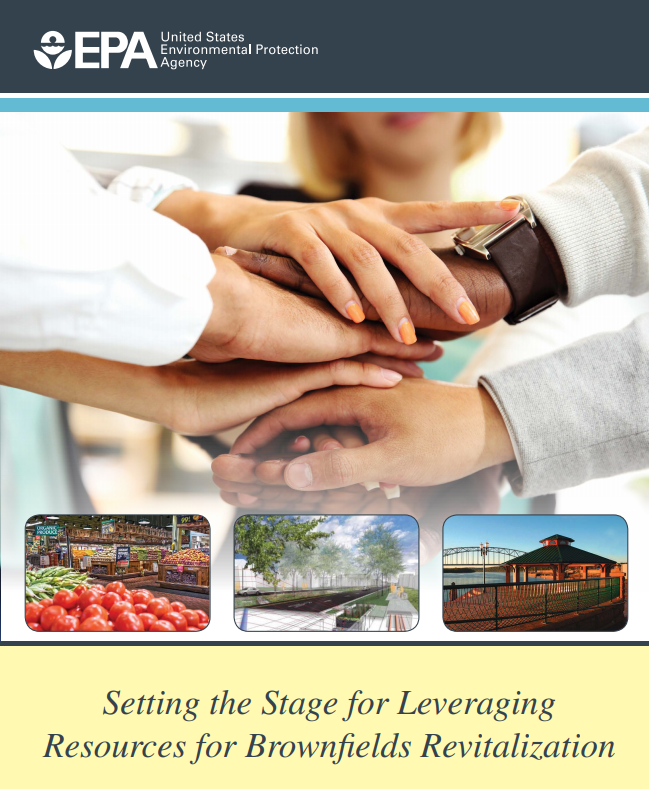 EPA
United States
Environmental Protection
Agency
ORGANIC
PRODUCE
Setting the Stage for Leveraging
Resources for Brownfields Revitalization